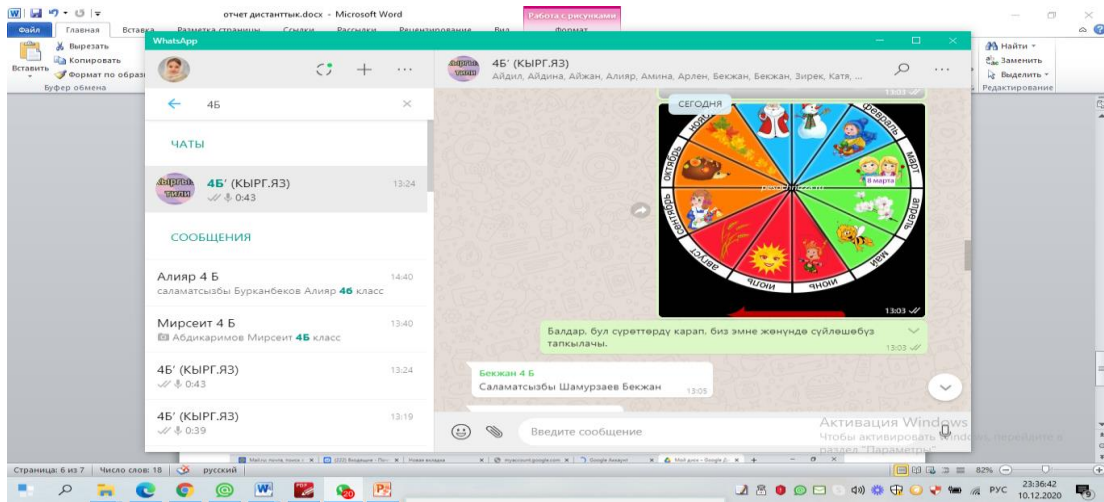 отчет дистанттык.docx - Microsoft Word
Работа с рисунками
Файл Главная Вставка Разметка страницы Ссылки Рассылки Рецензирование Вид Формат
Вырезать
Копировать
Вставить
Формат по образ
Буфер обмена
Найти
Заменить
Выделить
Редактирование
WhatsApp
4Б
ЧАТЫ
4Б' (КЫРГ.ЯЗ) 13:24
0:43
СООБЩЕНИЯ
Алияр 4 Б 14:40
саламатсызбы Бурканбеков Алияр 4б класс
Мирсеит 4 Б 13:40
Абдикаримов Мирсеит 4Б класс
4Б' (КЫРГ.ЯЗ) 13:24
0:43
4Б' (КЫРГ.ЯЗ) 13:19
0:39
4Б' (КЫРГ.ЯЗ)
Айдил, Айдина, Айжан, Алияр, Амина, Арлен, Бекжан, Бекжан, Зирек, Катя, ...
13:03
СЕГОДНЯ
февраль
март
8 марта
апрель
май
июнь
июль
август
сентябрь
октябрь
нояб
13:03
Балдар, бул сүрөттөрдү карап, биз эмне жөнүндө сүйлөшөбүз
тапкылачы.
13:03
Бекжан 4 Б
Саламатсызбы Шамурзаев Бекжан 13:05
Введите сообщение
Активация Windows
Чтобы активировать Windows, перейдите в
раздел "Параметры".
Страница: 6 из 7 Число слов: 18 русский
82%
РУС
23:36:42
10.12.2020